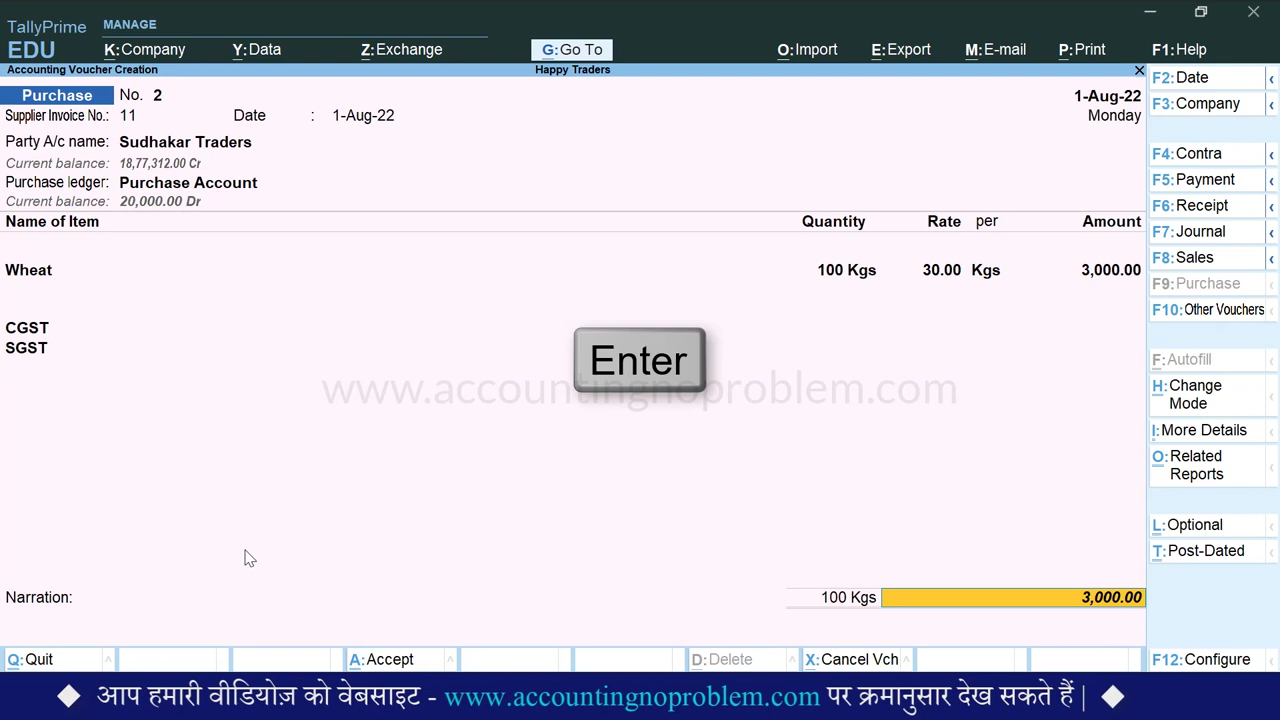 TallyPrime MANAGE
EDU K:Company Y:Data Z:Exchange G:Go To O:Import E:Export M:E-mail P:Print F1:Help
Accounting Voucher Creation Happy Traders
Purchase No. 2 1-Aug-22
Supplier Invoice No.: 11 Date : 1-Aug-22 Monday
Party A/c name: Sudhakar Traders
Current balance: 18,77,312.00 Cr
Purchase ledger: Purchase Account
Current balance: 20,000.00 Dr
Name of Item Quantity Rate per Amount
Wheat 100 Kgs 30.00 Kgs 3,000.00
CGST
SGST
Enter
www.accountingnoproblem.com
Narration: 100 Kgs 3,000.00
F2:Date
F3:Company
F4:Contra
F5:Payment
F6:Receipt
F7:Journal
F8:Sales
F9:Purchase
F10:Other Vouchers
F:Autofill
H:Change
Mode
I:More Details
O:Related
Reports
L:Optional
T:Post-Dated
Q:Quit A:Accept D:Delete X:Cancel Vch F12:Configure
आप हमारी वीडियोज़ को वेबसाइट - www.accountingnoproblem.com पर क्रमानुसार देख सकते हैं |